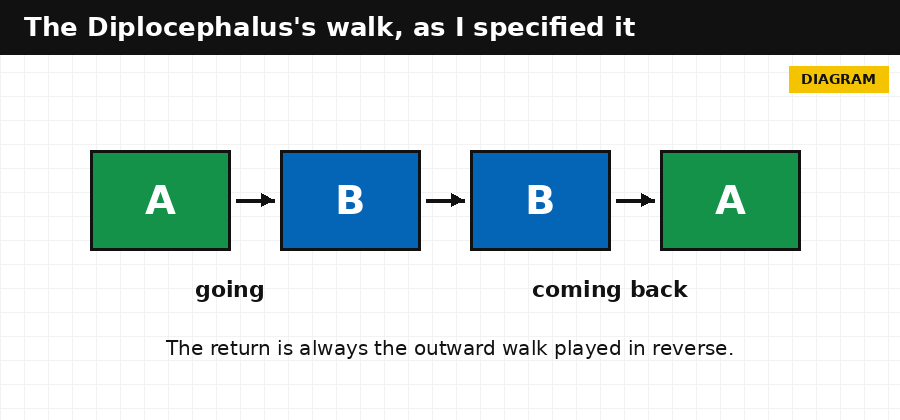 The Diplocephalus's walk, as I specified it
DIAGRAM
A B B A
going coming back
The return is always the outward walk played in reverse.